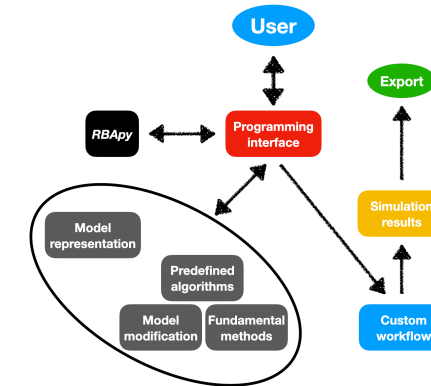 User
Export
RBApy
Programming
interface
Simulation
results
Model
representation
Predefined
algorithms
Model
modification
Fundamental
methods
Custom
workflow